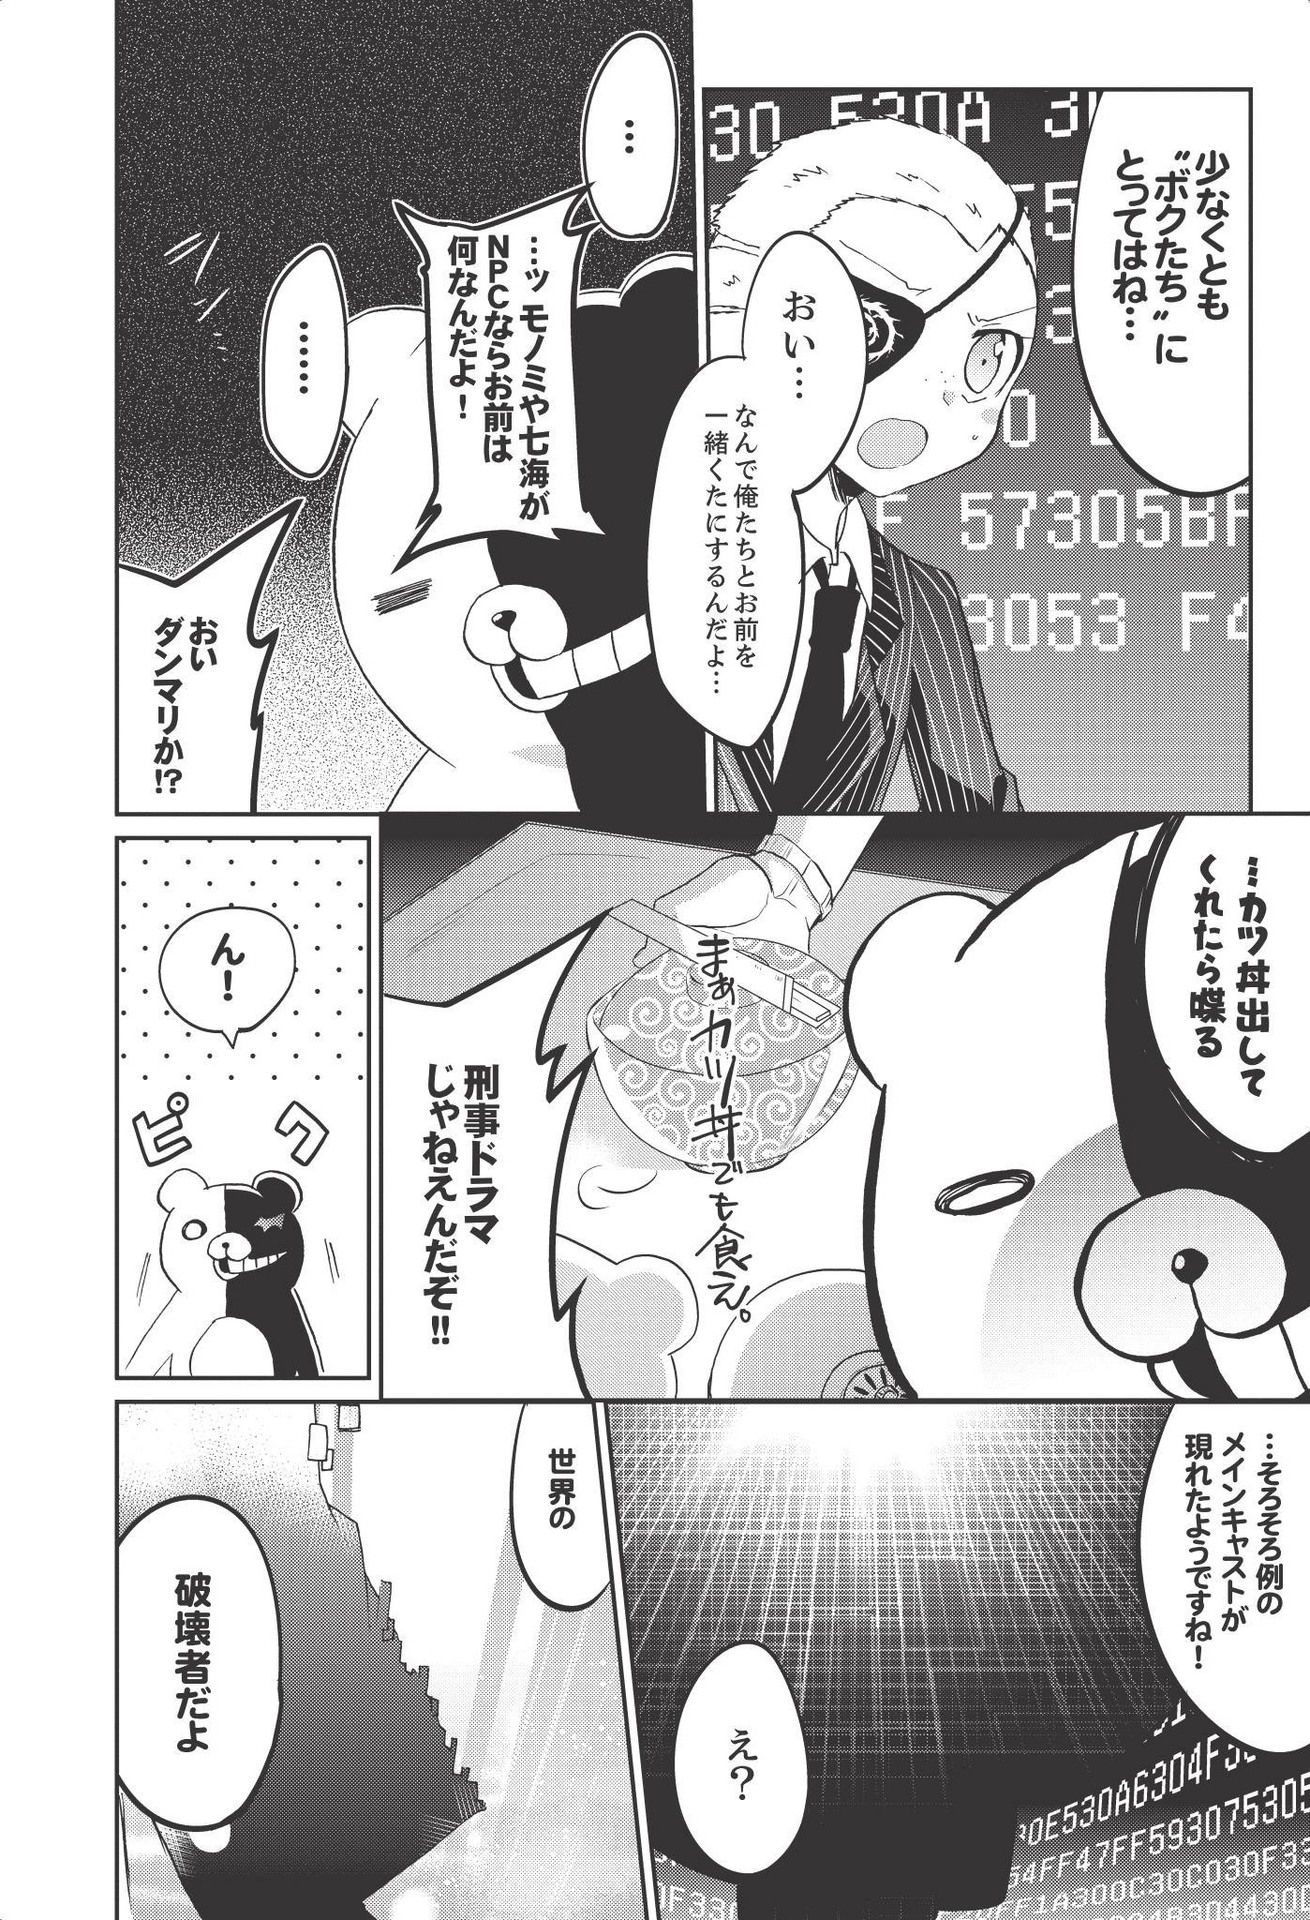 少なくとも
"ボクたち"に
とってはね…
おい…
なんで俺たちとお前を
一緒くたにするんだよ…
…
…ッ モノミや七海が
NPCならお前は
何なんだよ！
……
おい
ダンマリか!?
30 530A
57305BF
3053 F
…カツ丼出して
くれたら喋る
まぁカツ丼でも食え。
刑事ドラマ
じゃねえんだぞ!!
ん！
ピク
…そろそろ例の
メインキャストが
現れたようですね！
え？
0E530A6304F3
54FF47FF59307530
FF1A300C30C030F33
世界の
破壊者だよ